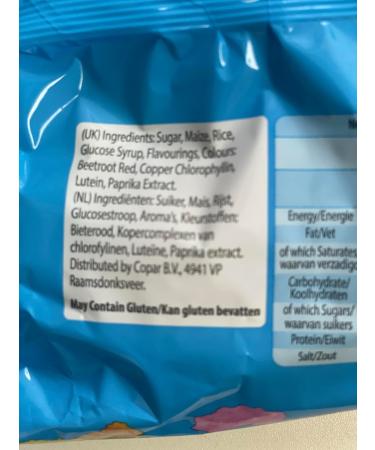 (UK) Ingredients: Sugar, Maize, Rice,
Glucose Syrup, Flavourings, Colours:
Beetroot Red, Copper Chlorophyllin,
Lutein, Paprika Extract.
(NL) Ingrediënten: Suiker, Maïs, Rijst,
Glucosestroop, Aroma's, Kleurstoffen:
Bieterood, Kopercomplexen van
chlorofylinen, Luteïne, Paprika extract.
Distributed by Copar B.V., 4941 VP
Raamsdonksveer.
May Contain Gluten/Kan gluten bevatten
Energy/Energie
Fat/Vet
of which Saturates
waarvan verzadigd
Carbohydrate/
Koolhydraten
of which Sugars/
waarvan suikers
Protein/Eiwit
Salt/Zout